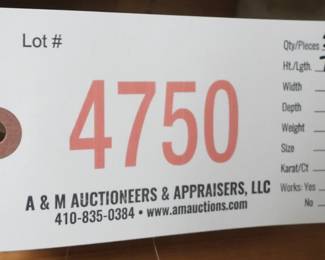 Lot #
4750
A & M AUCTIONEERS & APPRAISERS, LLC
410-835-0384 • www.amauctions.com
Qty/Pieces
Ht./Lgth.
Width
Depth
Weight
Size
Karat/Ct
Works: Yes
No